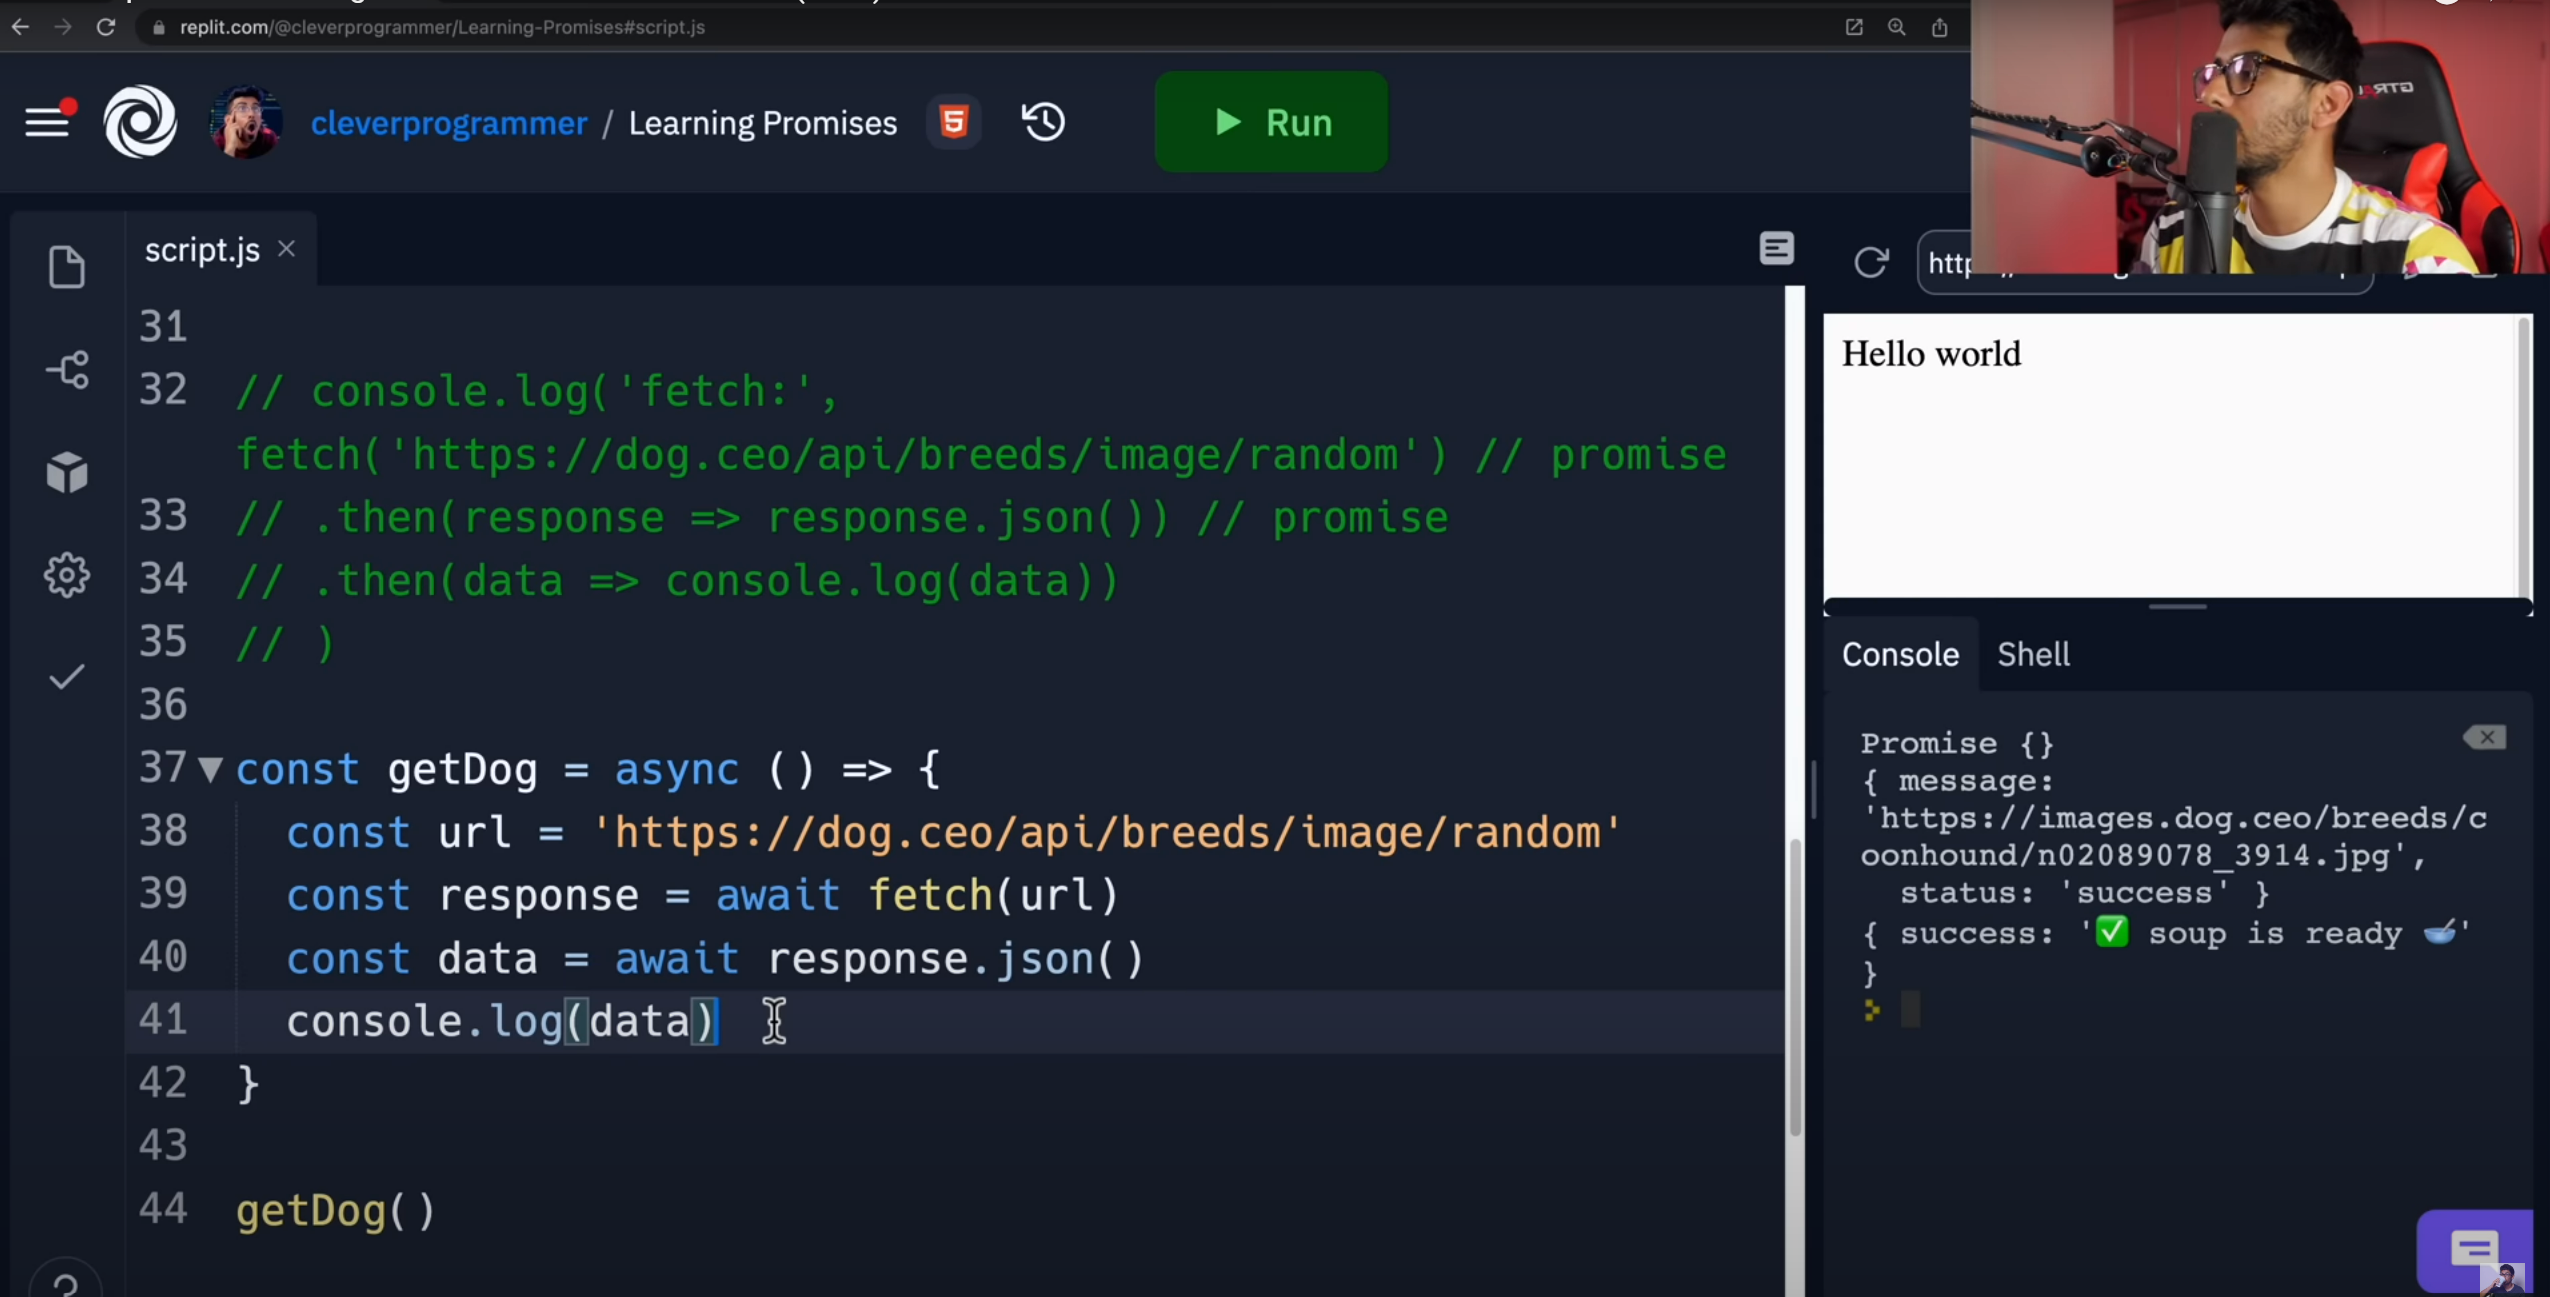 replit.com/@cleverprogrammer/Learning-Promises#script.js
cleverprogrammer / Learning Promises
5
Run
script.js
31
32 // console.log('fetch:',
fetch('https://dog.ceo/api/breeds/image/random') // promise
33 // .then(response => response.json()) // promise
34 // .then(data => console.log(data))
35 // )
36
37 const getDog = async () => {
38 const url = 'https://dog.ceo/api/breeds/image/random'
39 const response = await fetch(url)
40 const data = await response.json()
41 console.log(data)
42 }
43
44 getDog()
Hello world
Console Shell
Promise {}
{ message:
'https://images.dog.ceo/breeds/c
oonhound/n02089078_3914.jpg',
status: 'success' }
{ success: '✅ soup is ready 🥣'
}